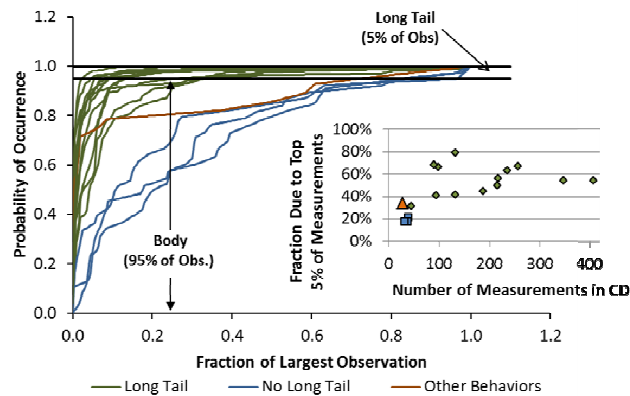 Long Tail
(5% of Obs)
1.2
1.0
0.8
0.6
0.4
0.2
0.0
Probability of Occurrence
Body
(95% of Obs.)
100%
80%
60%
40%
20%
0%
Fraction Due to Top
5% of Measurements
0 100 200 300 400
Number of Measurements in CD
0.0 0.2 0.4 0.6 0.8 1.0 1.2
Fraction of Largest Observation
Long Tail No Long Tail Other Behaviors